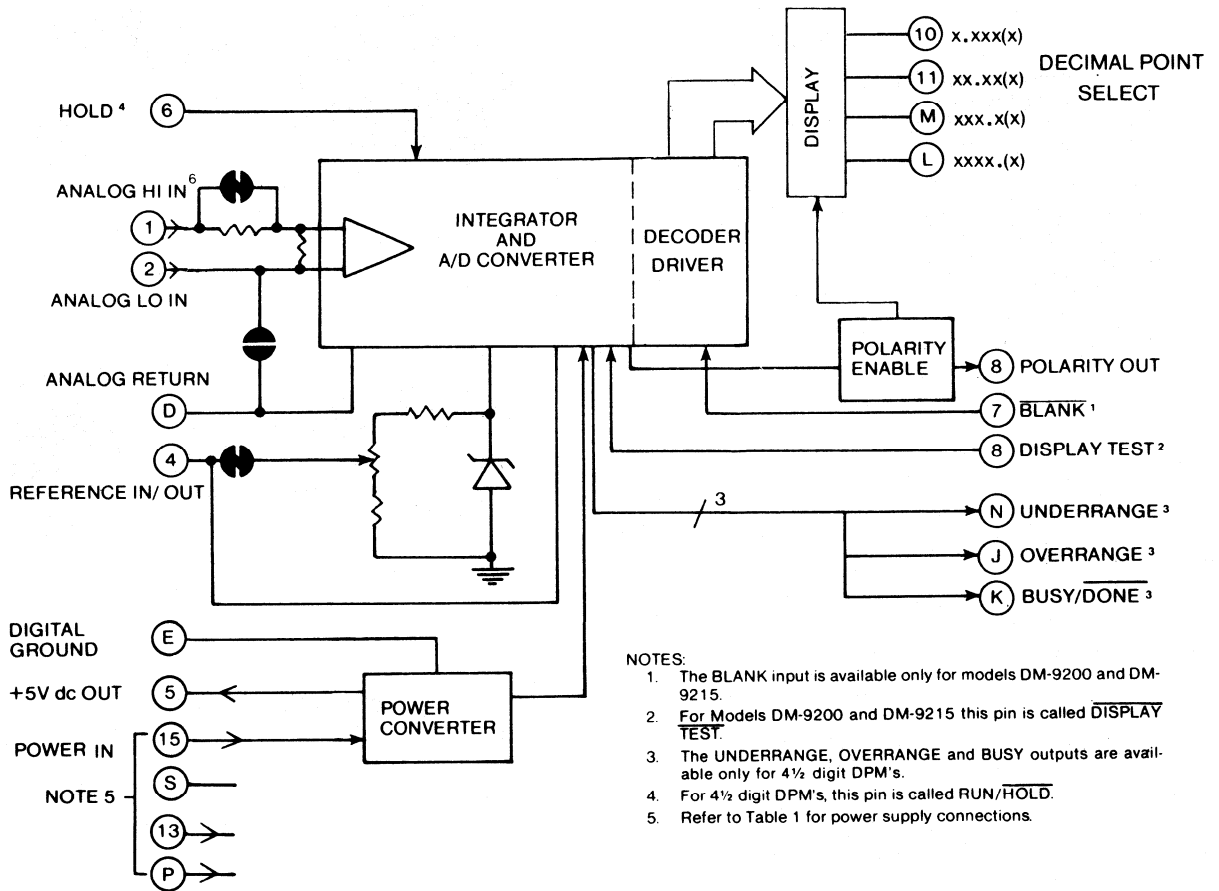 HOLD 4
6
ANALOG HI IN 6
1
2
ANALOG LO IN
ANALOG RETURN
D
4
REFERENCE IN/ OUT
DIGITAL
GROUND
E
+5V dc OUT
5
POWER IN
15
NOTE 5
S
13
P
INTEGRATOR
AND
A/D CONVERTER
DECODER
DRIVER
POWER
CONVERTER
DISPLAY
10 x.xxx(x)
11 xx.xx(x)
M xxx.x(x)
L xxxx.(x)
DECIMAL POINT
SELECT
POLARITY
ENABLE
8 POLARITY OUT
7 BLANK 1
8 DISPLAY TEST 2
3
N UNDERRANGE 3
J OVERRANGE 3
K BUSY/DONE 3
NOTES:
1. The BLANK input is available only for models DM-9200 and DM-
9215.
2. For Models DM-9200 and DM-9215 this pin is called DISPLAY
TEST.
3. The UNDERRANGE, OVERRANGE and BUSY outputs are avail-
able only for 4½ digit DPM's.
4. For 4½ digit DPM's, this pin is called RUN/HOLD.
5. Refer to Table 1 for power supply connections.